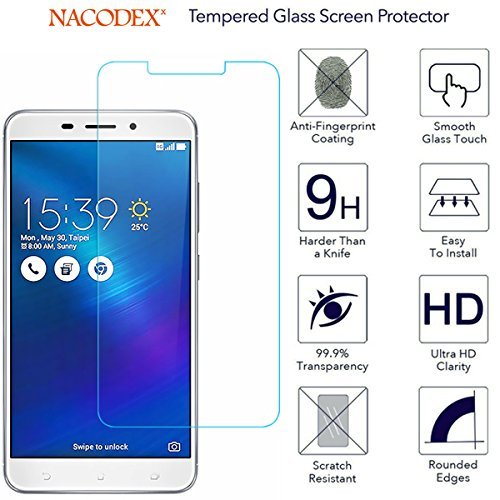 NACODEX x
Tempered Glass Screen Protector
15:39
25°C
Mon , May 30, Taipei
8:00 AM, Sunny
Swipe to unlock
Anti-Fingerprint
Coating
Smooth
Glass Touch
9H
Harder Than
a Knife
Easy
To Install
99.9%
Transparency
HD
Ultra HD
Clarity
Scratch
Resistant
Rounded
Edges